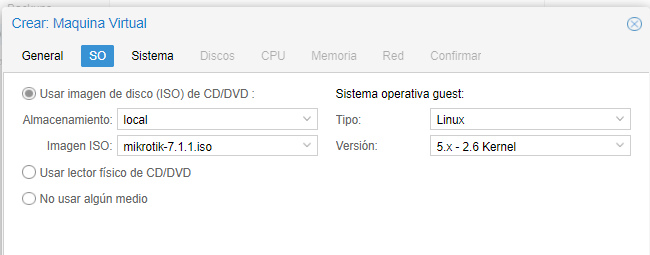 Crear: Maquina Virtual
General SO Sistema Discos CPU Memoria Red Confirmar
Usar imagen de disco (ISO) de CD/DVD :
Sistema operativa guest:
Almacenamiento: local
Tipo: Linux
Imagen ISO: mikrotik-7.1.1.iso
Versión: 5.x - 2.6 Kernel
Usar lector físico de CD/DVD
No usar algún medio